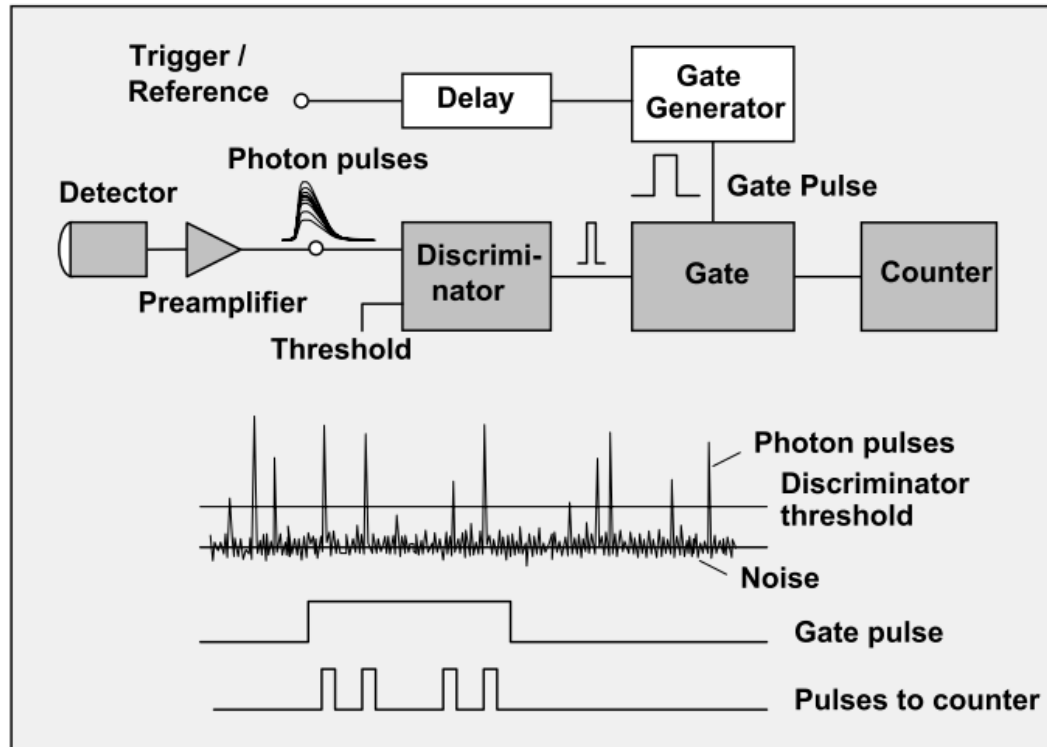 Trigger /
Reference
Delay
Gate
Generator
Photon pulses
Detector
Gate Pulse
Discrimi-
nator
Gate
Counter
Preamplifier
Threshold
Photon pulses
Discriminator
threshold
Noise
Gate pulse
Pulses to counter